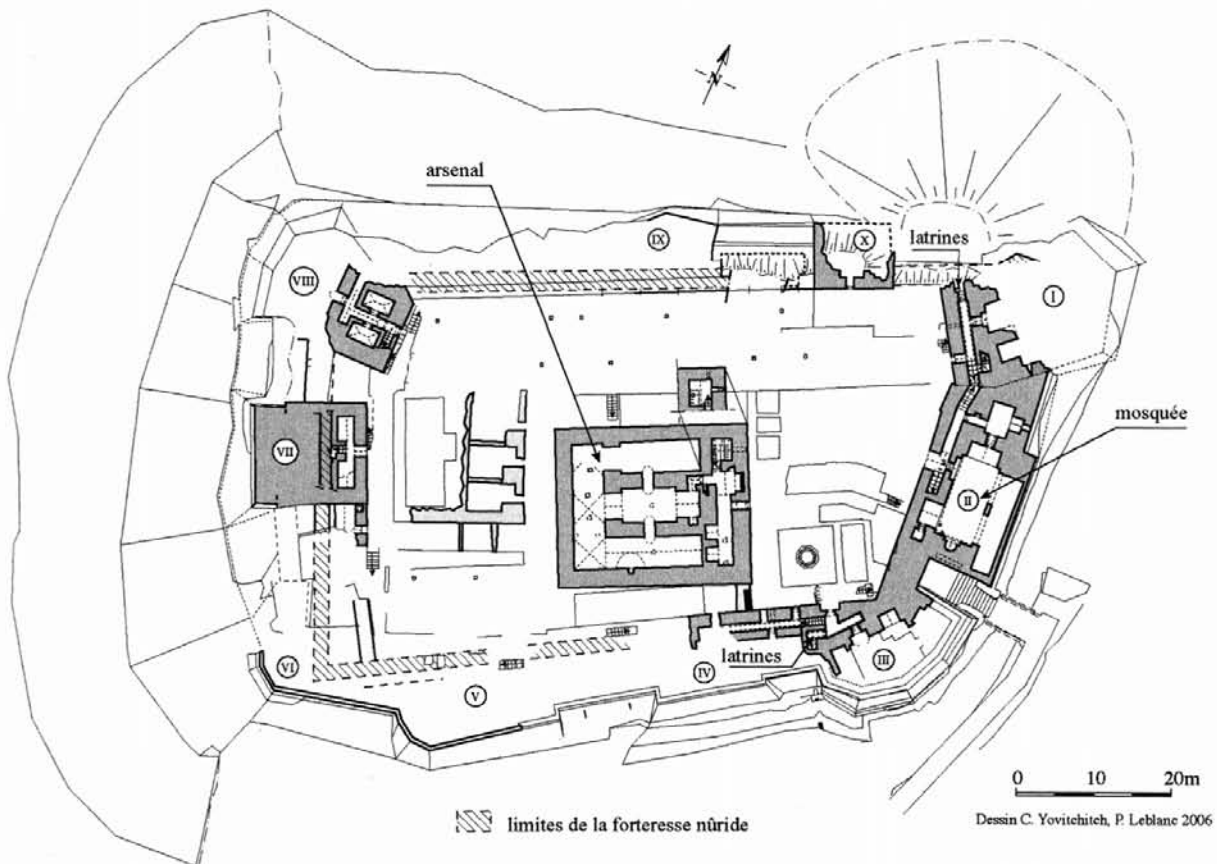 N
arsenal
latrines
IX
X
VIII
I
mosquée
VII
II
VI
V
IV
latrines
III
0 10 20m
limites de la forteresse nûride
Dessin C. Yovitchitch, P. Leblanc 2006